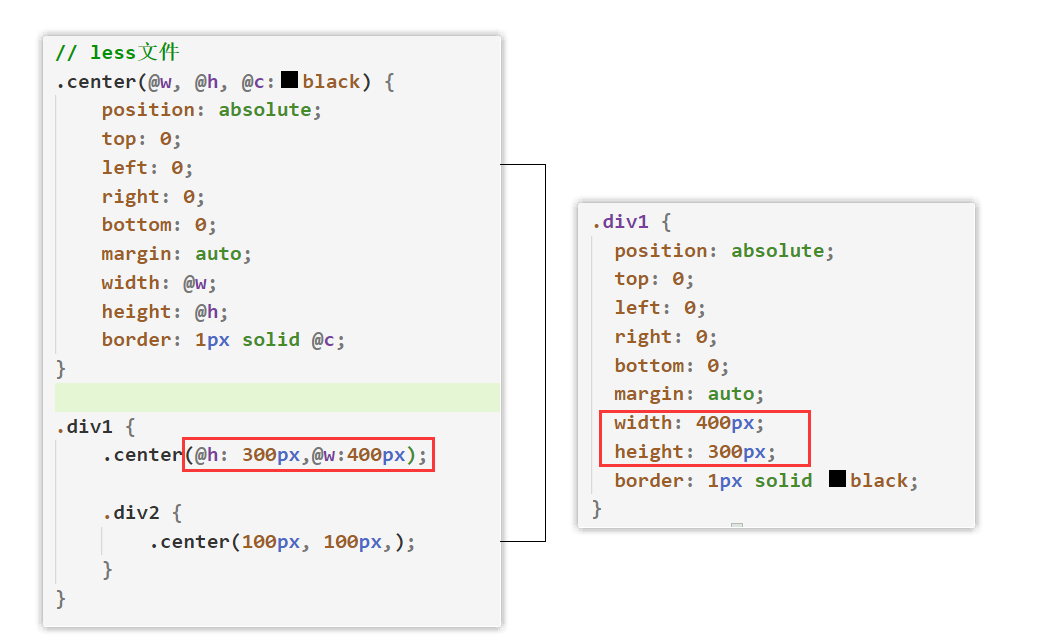 // less文件
.center(@w, @h, @c:black) {
position: absolute;
top: 0;
left: 0;
right: 0;
bottom: 0;
margin: auto;
width: @w;
height: @h;
border: 1px solid @c;
}
.div1 {
.center(@h: 300px,@w:400px);
.div2 {
.center(100px, 100px,);
}
}
.div1 {
position: absolute;
top: 0;
left: 0;
right: 0;
bottom: 0;
margin: auto;
width: 400px;
height: 300px;
border: 1px solid black;
}